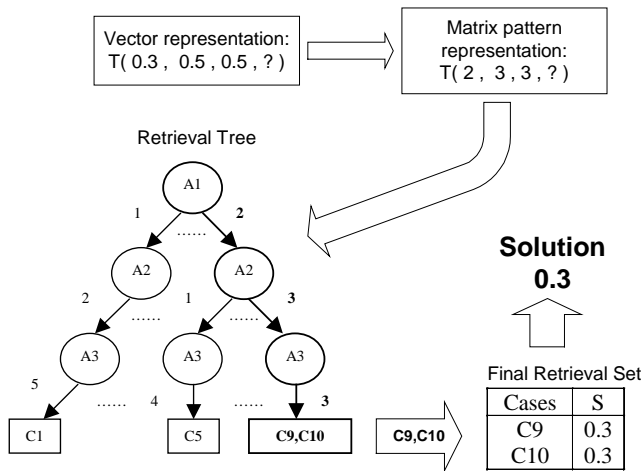 Vector representation:
T( 0.3 , 0.5 , 0.5 , ? )
Matrix pattern
representation:
T( 2 , 3 , 3 , ? )
Retrieval Tree
A1
1
2
......
A2
A2
2
......
1
......
3
A3
A3
A3
5
......
4
......
3
C1
C5
C9,C10
C9,C10
Solution
0.3
Final Retrieval Set
Cases S
C9 0.3
C10 0.3